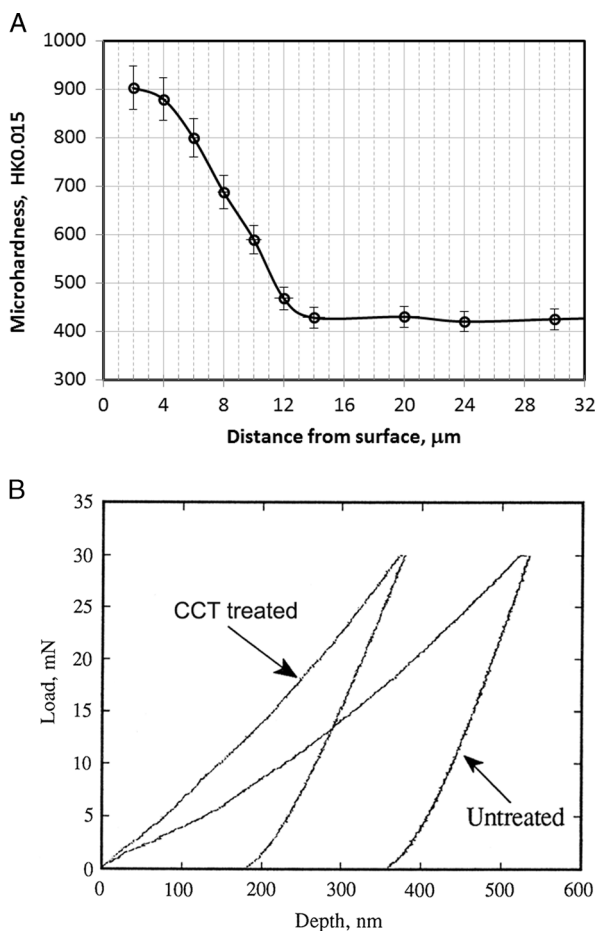 A
1000
900
800
700
600
500
400
300
Microhardness, HK0.015
0 4 8 12 16 20 24 28 32
Distance from surface, μm
B
35
30
25
20
15
10
5
0
Load, mN
CCT treated
Untreated
0 100 200 300 400 500 600
Depth, nm